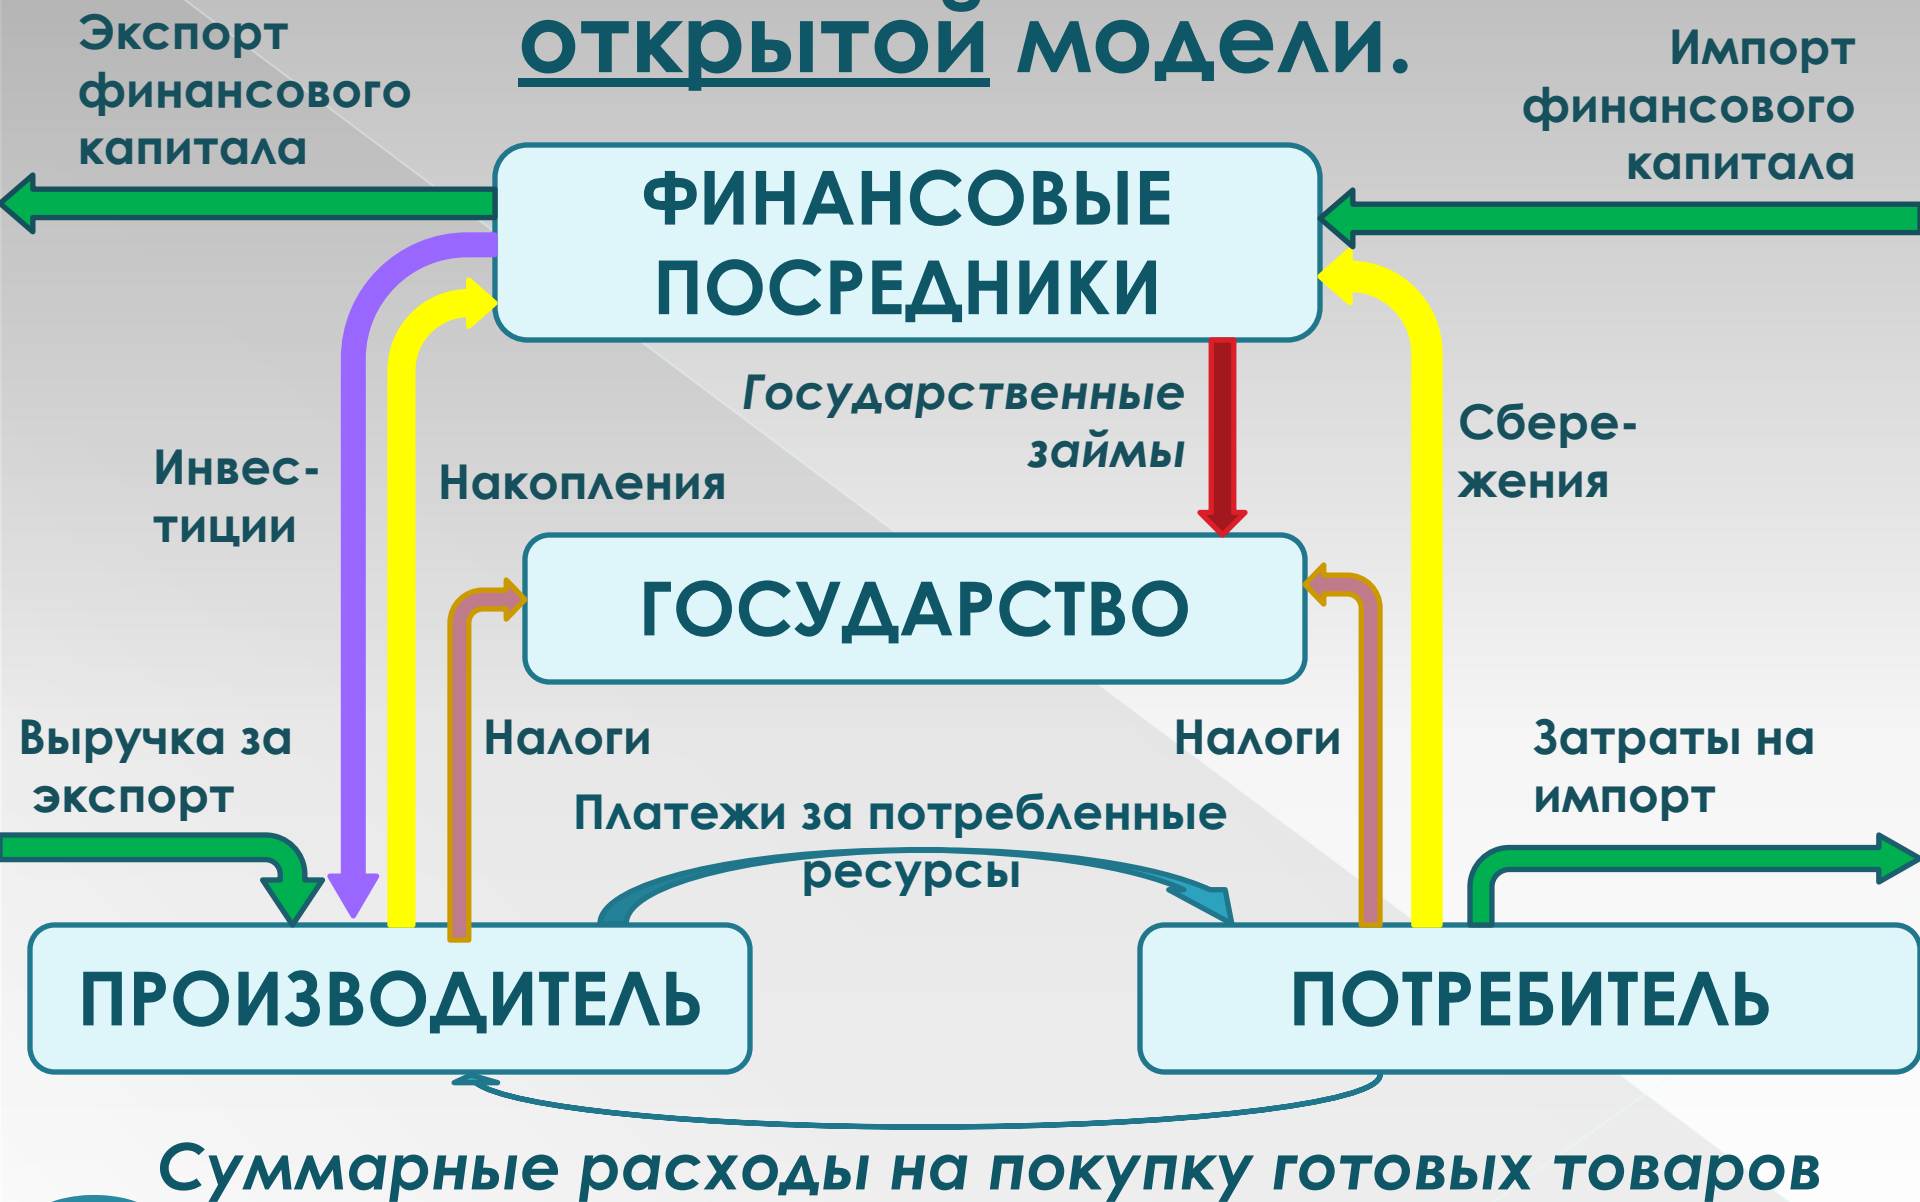 открытой модели.
Экспорт
финансового
капитала
Импорт
финансового
капитала
ФИНАНСОВЫЕ
ПОСРЕДНИКИ
Государственные
займы
Инвес-
тиции
Накопления
Сбере-
жения
ГОСУДАРСТВО
Выручка за
экспорт
Налоги
Налоги
Затраты на
импорт
Платежи за потребленные
ресурсы
ПРОИЗВОДИТЕЛЬ
ПОТРЕБИТЕЛЬ
Суммарные расходы на покупку готовых товаров